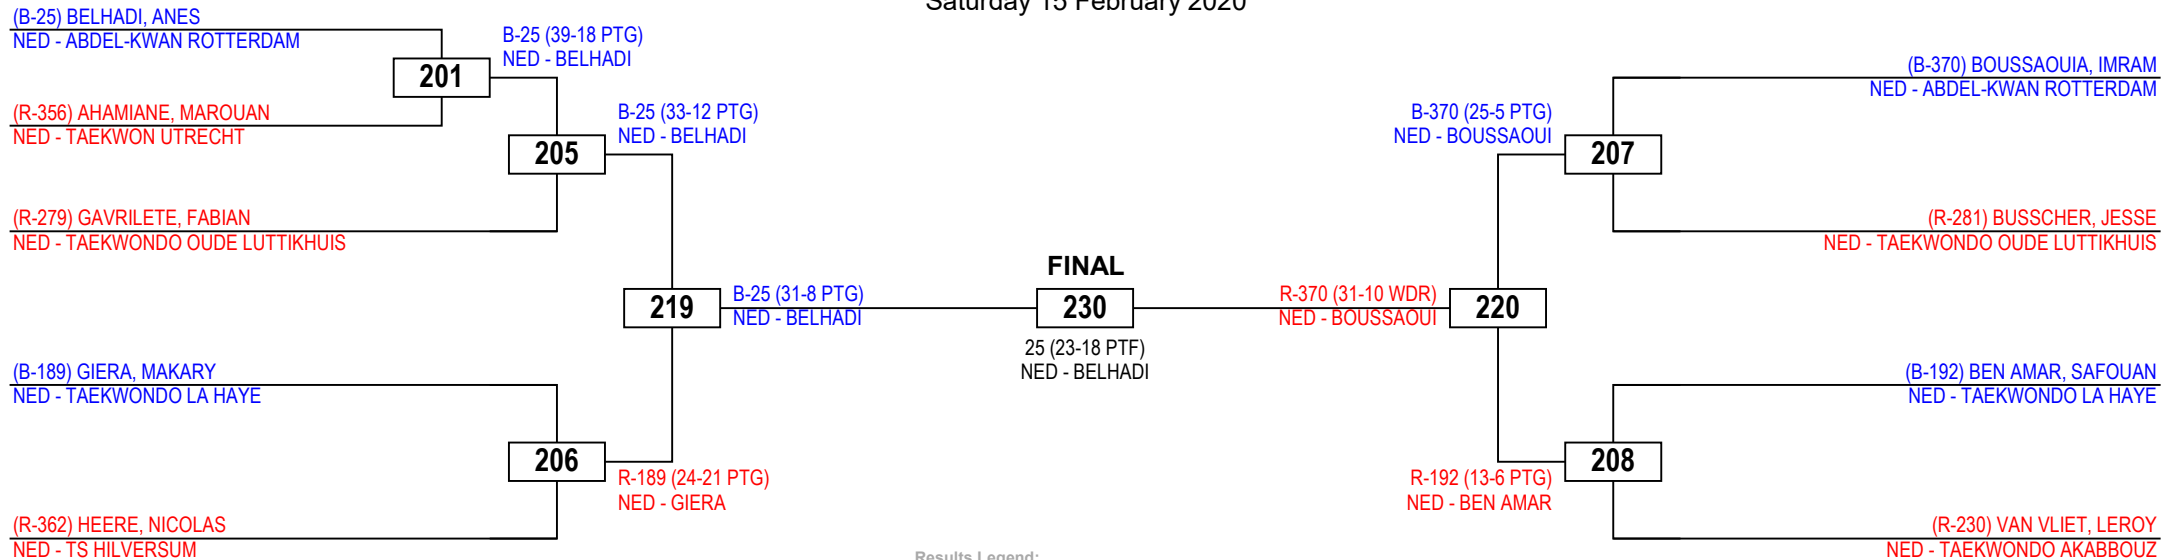 Saturday 15 February 2020
(B-25) BELHADI, ANES
NED - ABDEL-KWAN ROTTERDAM
B-25 (39-18 PTG)
NED - BELHADI
201
(R-356) AHAMIANE, MAROUAN
NED - TAEKWON UTRECHT
B-25 (33-12 PTG)
NED - BELHADI
205
(R-279) GAVRILETE, FABIAN
NED - TAEKWONDO OUDE LUTTIKHUIS
219
B-25 (31-8 PTG)
NED - BELHADI
(B-189) GIERA, MAKARY
NED - TAEKWONDO LA HAYE
206
R-189 (24-21 PTG)
NED - GIERA
(R-362) HEERE, NICOLAS
NED - TS HILVERSUM
FINAL
230
25 (23-18 PTF)
NED - BELHADI
(B-370) BOUSSAOUIA, IMRAM
NED - ABDEL-KWAN ROTTERDAM
B-370 (25-5 PTG)
NED - BOUSSAOUI
207
(R-281) BUSSCHER, JESSE
NED - TAEKWONDO OUDE LUTTIKHUIS
R-370 (31-10 WDR)
NED - BOUSSAOUI
220
(B-192) BEN AMAR, SAFOUAN
NED - TAEKWONDO LA HAYE
208
R-192 (13-6 PTG)
NED - BEN AMAR
(R-230) VAN VLIET, LEROY
NED - TAEKWONDO AKABBOUZ
Results Legend: